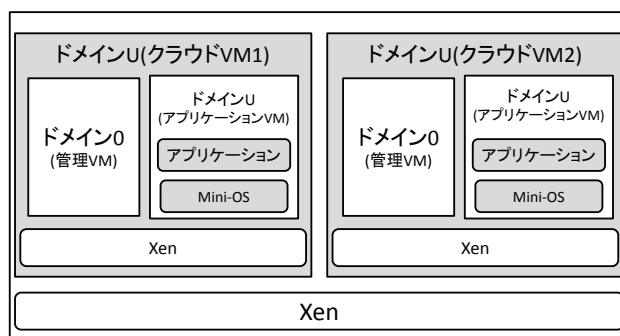 ドメインU(クラウドVM1)
ドメイン0
(管理VM)
ドメインU
(アプリケーションVM)
アプリケーション
Mini-OS
Xen
ドメインU(クラウドVM2)
ドメイン0
(管理VM)
ドメインU
(アプリケーションVM)
アプリケーション
Mini-OS
Xen
Xen